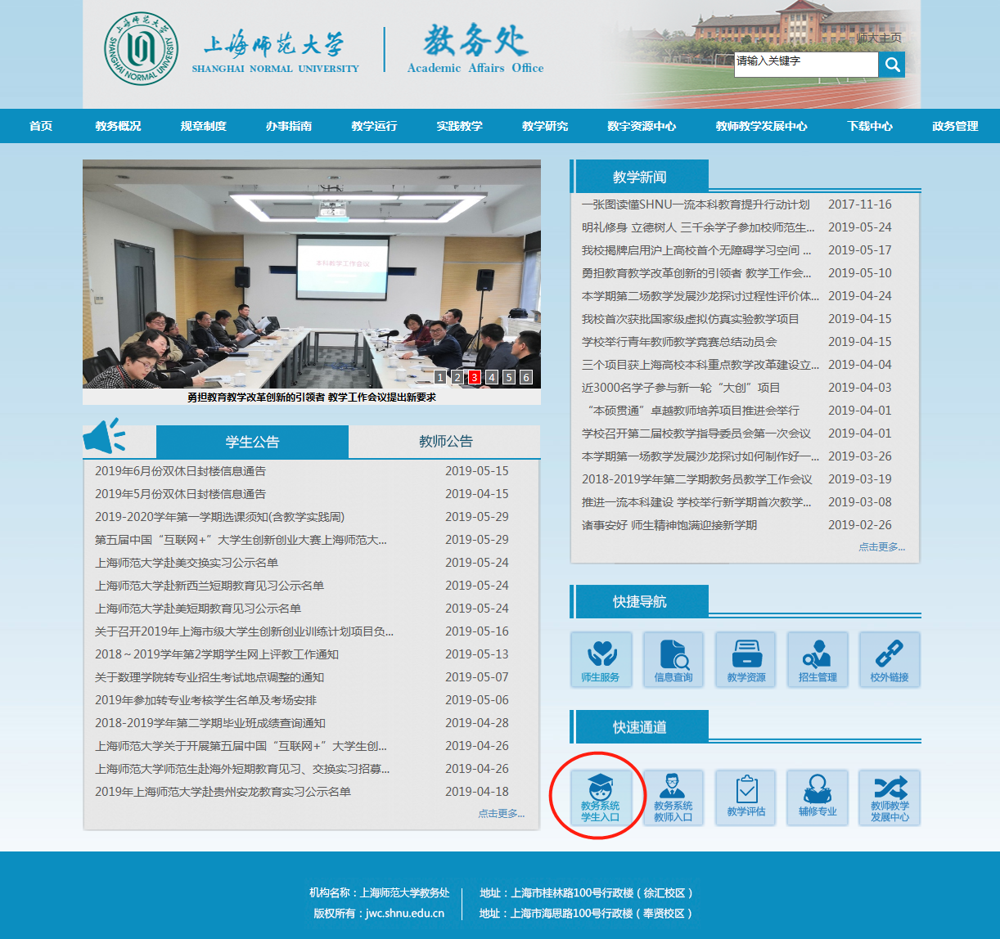 上海师范大学
SHANGHAI NORMAL UNIVERSITY
上海师范大学
SHANGHAI NORMAL UNIVERSITY
教务处
Academic Affairs Office
师大主页
请输入关键字
首页 教务概况 规章制度 办事指南 教学运行 实践教学 教学研究 数字资源中心 教师教学发展中心 下载中心 政务管理
本科教学工作会议
1 2 3 4 5 6
勇担教育教学改革创新的引领者 教学工作会议提出新要求
学生公告 教师公告
2019年6月份双休日封楼信息通告 2019-05-15
2019年5月份双休日封楼信息通告 2019-04-15
2019-2020学年第一学期选课须知(含教学实践周) 2019-05-29
第五届中国“互联网+”大学生创新创业大赛上海师范大... 2019-05-29
上海师范大学赴美交换实习公示名单 2019-05-24
上海师范大学赴新西兰短期教育见习公示名单 2019-05-24
上海师范大学赴美短期教育见习公示名单 2019-05-24
关于召开2019年上海市级大学生创新创业训练计划项目负... 2019-05-16
2018～2019学年第2学期学生网上评教工作通知 2019-05-13
关于数理学院转专业招生考试地点调整的通知 2019-05-07
2019年参加转专业考核学生名单及考场安排 2019-05-06
2018-2019学年第二学期毕业班成绩查询通知 2019-04-28
上海师范大学关于开展第五届中国“互联网+”大学生创... 2019-04-26
上海师范大学师范生赴海外短期教育见习、交换实习招募... 2019-04-26
2019年上海师范大学赴贵州安龙教育实习公示名单 2019-04-18
点击更多...
教学新闻
一张图读懂SHNU一流本科教育提升行动计划 2017-11-16
明礼修身 立德树人 三千余学子参加校师范生... 2019-05-24
我校揭牌启用沪上高校首个无障碍学习空间 ... 2019-05-17
勇担教育教学改革创新的引领者 教学工作会... 2019-05-10
本学期第二场教学发展沙龙探讨过程性评价体... 2019-04-24
我校首次获批国家级虚拟仿真实验教学项目 2019-04-15
学校举行青年教师教学竞赛总结动员会 2019-04-15
三个项目获上海高校本科重点教学改革建设立... 2019-04-04
近3000名学子参与新一轮“大创”项目 2019-04-03
“本硕贯通”卓越教师培养项目推进会举行 2019-04-01
学校召开第二届校教学指导委员会第一次会议 2019-04-01
本学期第一场教学发展沙龙探讨如何制作好一... 2019-03-26
2018-2019学年第二学期教务员教学工作会议 2019-03-19
推进一流本科建设 学校举行新学期首次教学... 2019-03-08
诸事安好 师生精神饱满迎接新学期 2019-02-26
点击更多...
快捷导航
师生服务 信息查询 教学资源 招生管理 校外链接
快速通道
教务系统 教务系统 教学评估 辅修专业 教师教学
学生入口 教师入口 发展中心
机构名称：上海师范大学教务处 地址：上海市桂林路100号行政楼（徐汇校区）
版权所有：jwc.shnu.edu.cn 地址：上海市海思路100号行政楼（奉贤校区）